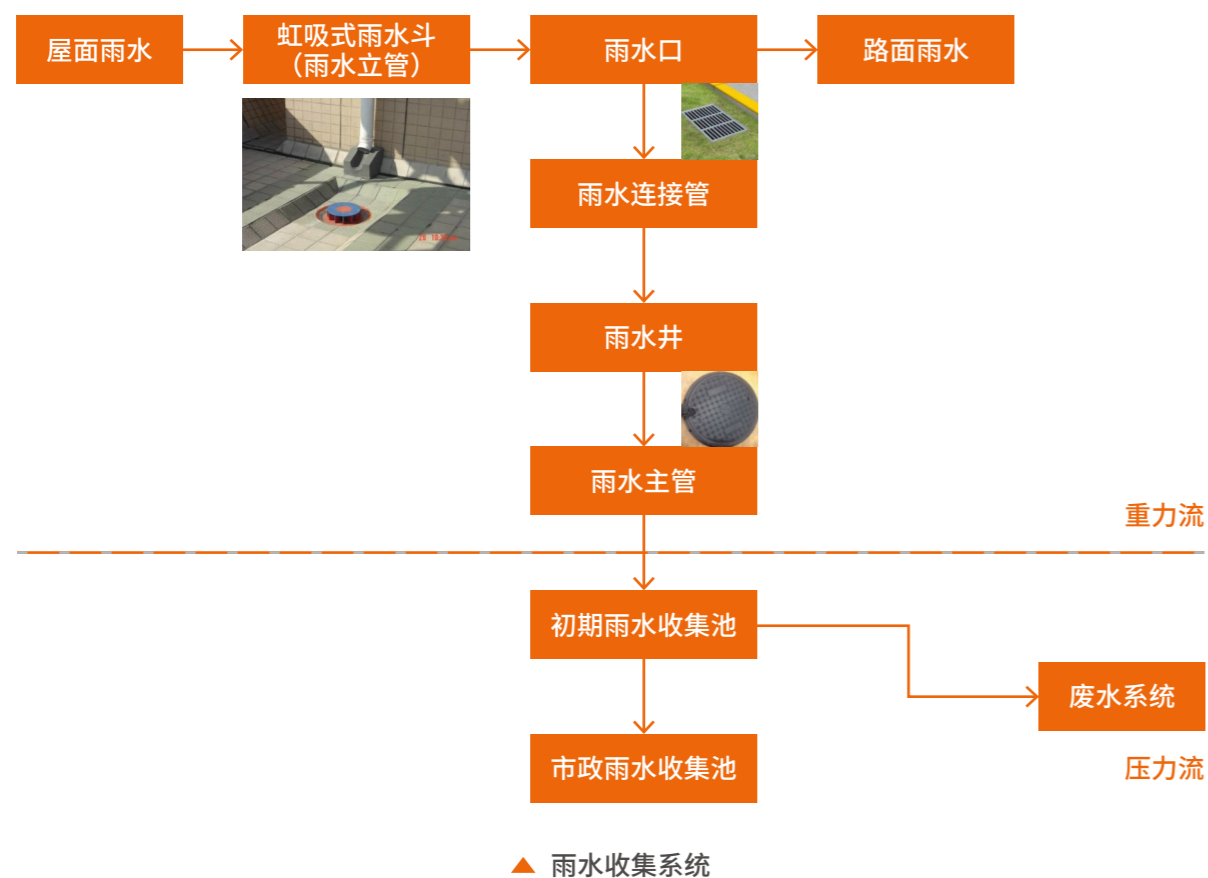 屋面雨水
虹吸式雨水斗
（雨水立管）
雨水口
路面雨水
雨水连接管
雨水井
雨水主管
重力流
初期雨水收集池
废水系统
市政雨水收集池
压力流
雨水收集系统